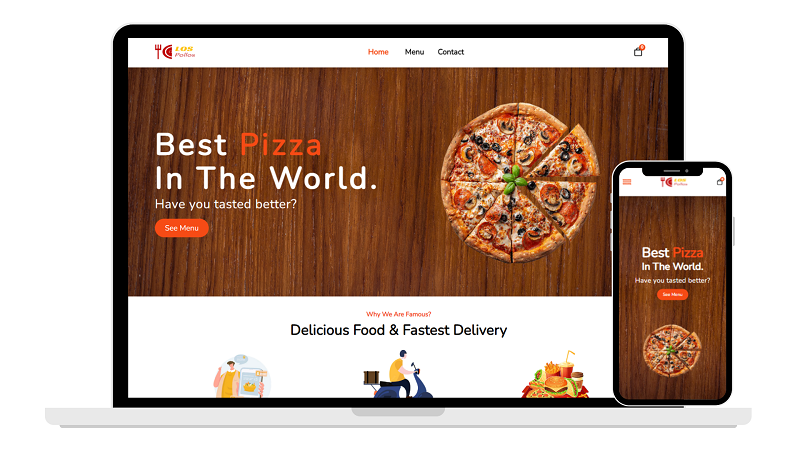 LOS
Pollos
Home
Menu
Contact
0
Best Pizza
In The World.
Have you tasted better?
See Menu
Why We Are Famous?
Delicious Food & Fastest Delivery
LOS
Pollos
Best Pizza
In The World.
Have you tasted better?
See Menu